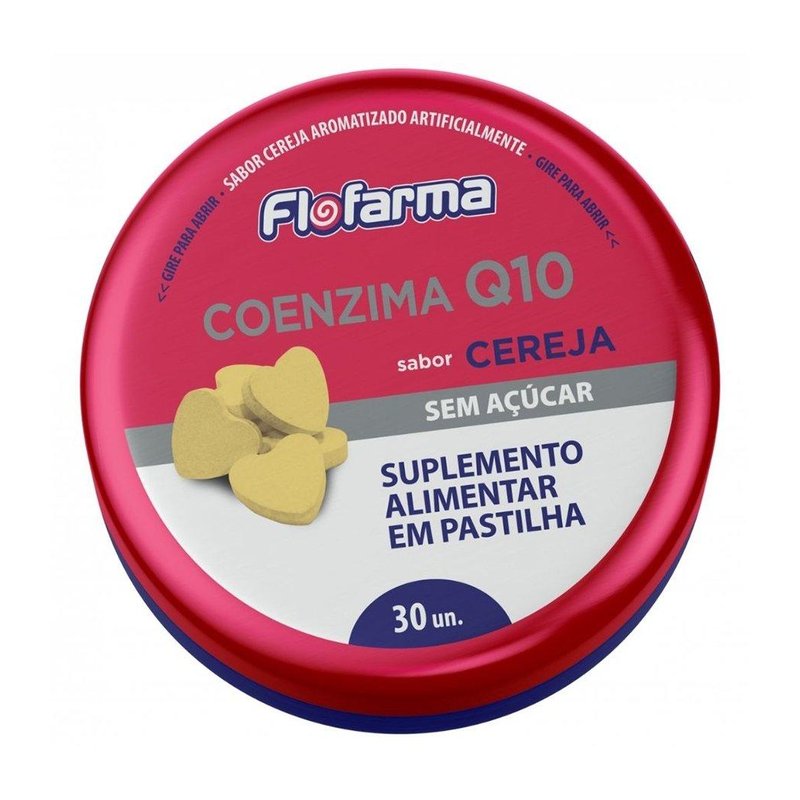 << GIRE PARA ABRIR • SABOR CEREJA AROMATIZADO ARTIFICIALMENTE • GIRE PARA ABRIR <<
Flofarma
COENZIMA Q10
sabor CEREJA
SEM AÇÚCAR
SUPLEMENTO
ALIMENTAR
EM PASTILHA
30 un.